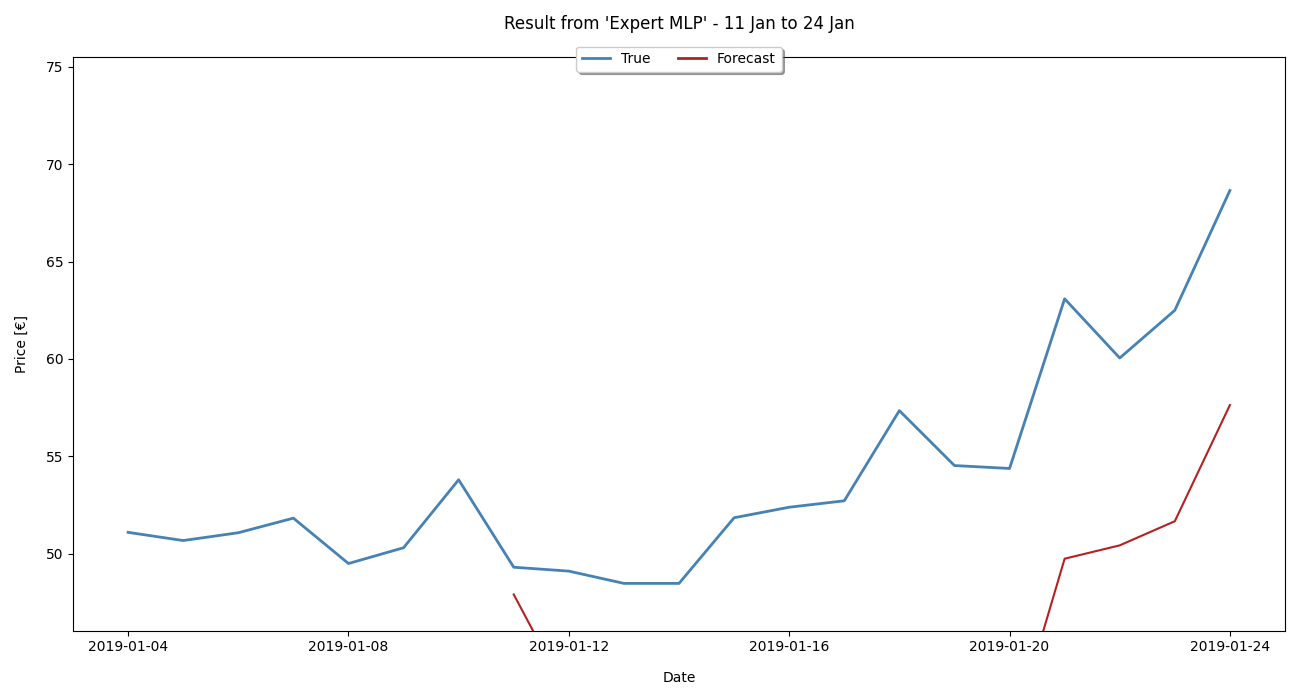 Result from 'Expert MLP' - 11 Jan to 24 Jan
True Forecast
75
70
65
60
55
50
Price [€]
2019-01-04 2019-01-08 2019-01-12 2019-01-16 2019-01-20 2019-01-24
Date